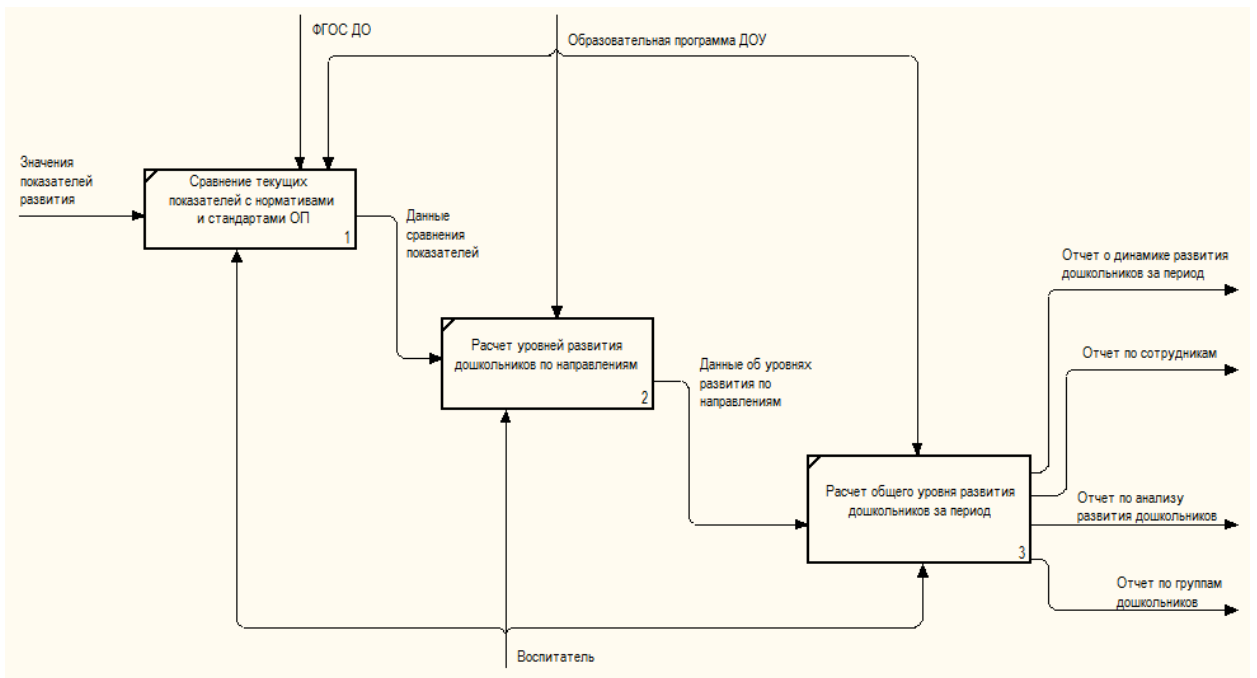 ФГОС ДО
Образовательная программа ДОУ
Значения
показателей
развития
Сравнение текущих
показателей с нормативами
и стандартами ОП
1
Данные
сравнения
показателей
Расчет уровней развития
дошкольников по направлениям
2
Данные об уровнях
развития по
направлениям
Расчет общего уровня развития
дошкольников за период
3
Отчет о динамике развития
дошкольников за период
Отчет по сотрудникам
Отчет по анализу
развития дошкольников
Отчет по группам
дошкольников
Воспитатель